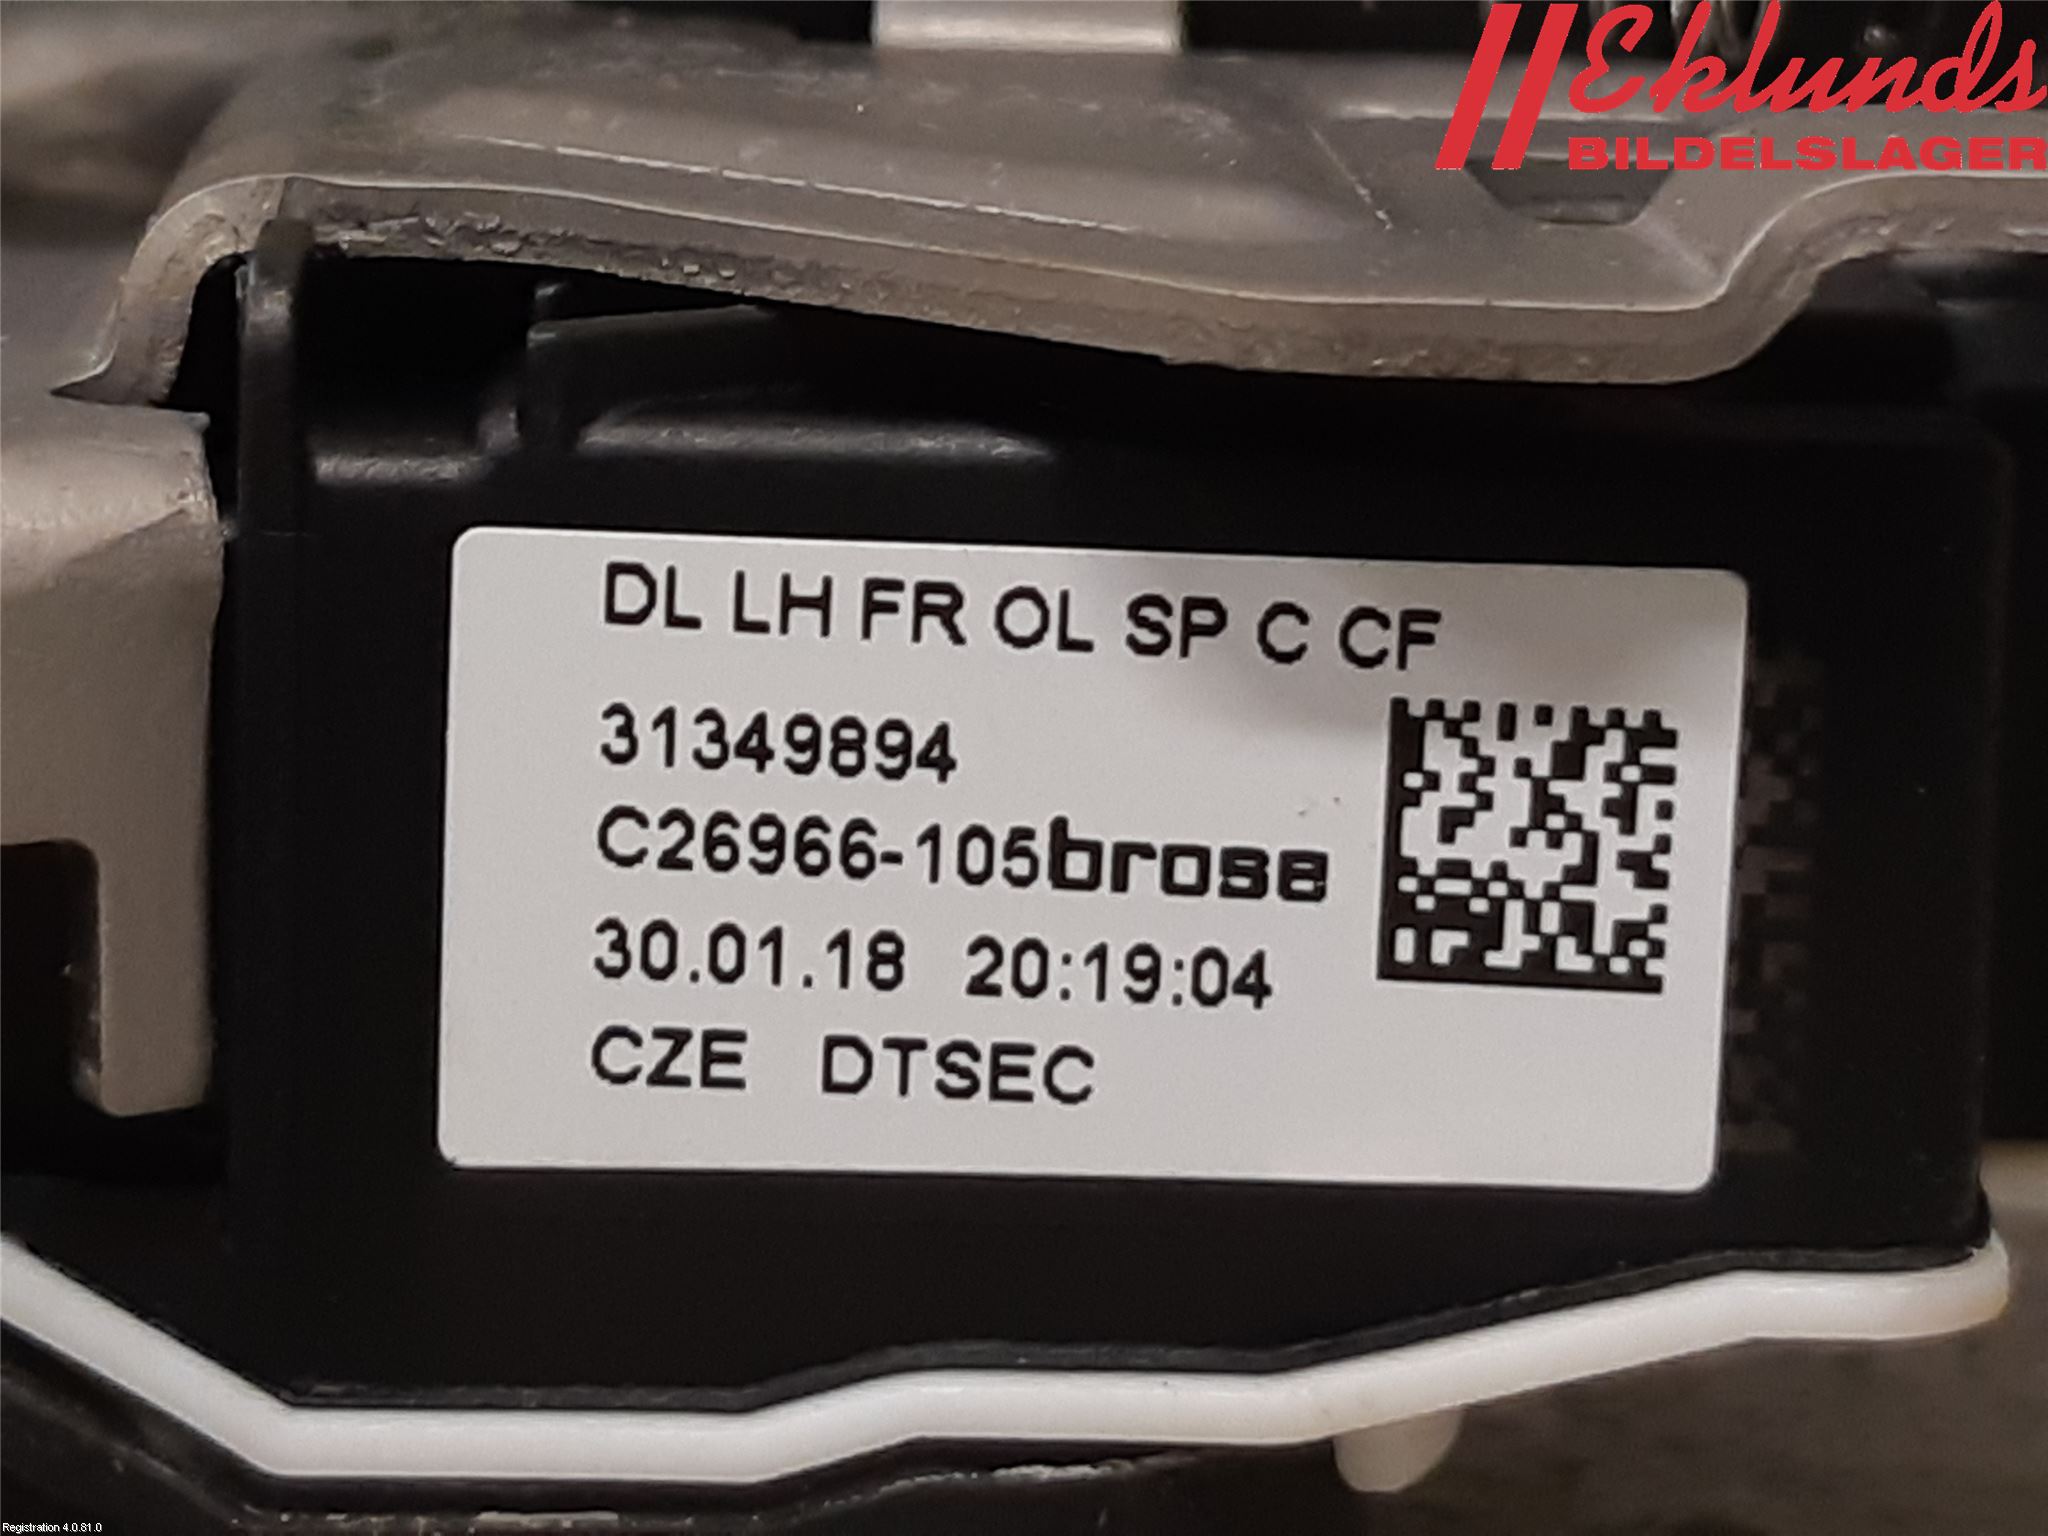 Eklunds
BILDELSLAGER
DL LH FR OL SP C CF
31349894
C26966-105brose
30.01.18 20:19:04
CZE DTSEC
Registration 4.0.81.0